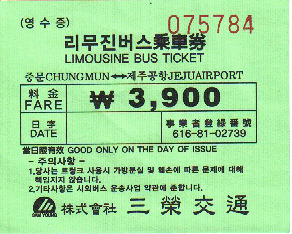 (영수증) 075784
리무진버스乘車券
LIMOUSINE BUS TICKET
중문CHUNGMUN↔제주공항JEJUAIRPORT
料金 FARE ₩ 3,900
日字 DATE 事業者登錄番號 616-81-02739
當日限有效 GOOD ONLY ON THE DAY OF ISSUE
- 주의사항 -
1.당사는 트렁크 사용시 가방분실 및 훼손에 따른 문제에 대해
책임지지 않습니다.
2.기타사항은 시외버스 운송사업 약관에 준합니다.
SAM YOUNG 株式會社 三榮交通